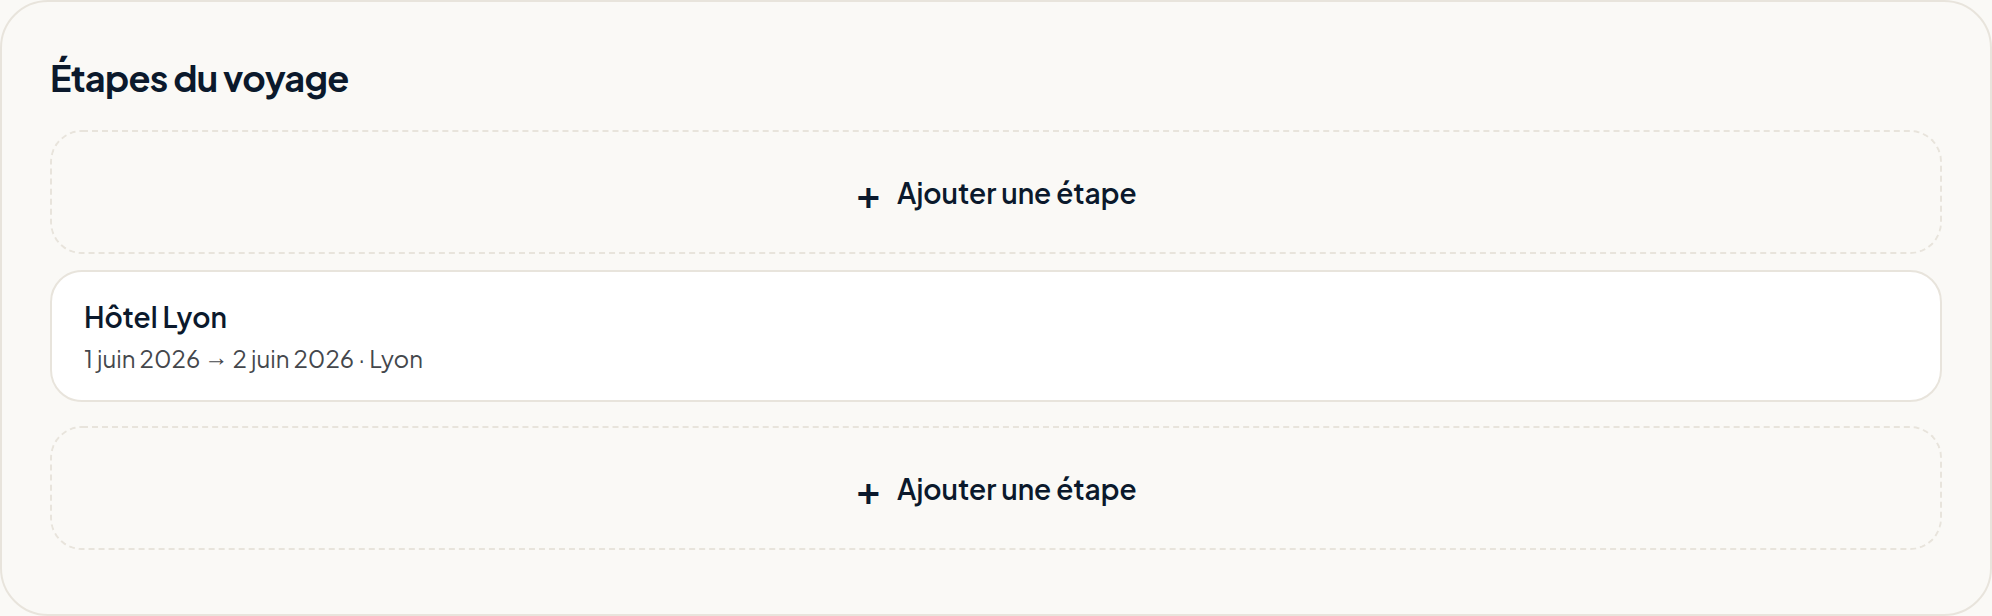 Étapes du voyage
+ Ajouter une étape
Hôtel Lyon
1 juin 2026 → 2 juin 2026 · Lyon
+ Ajouter une étape